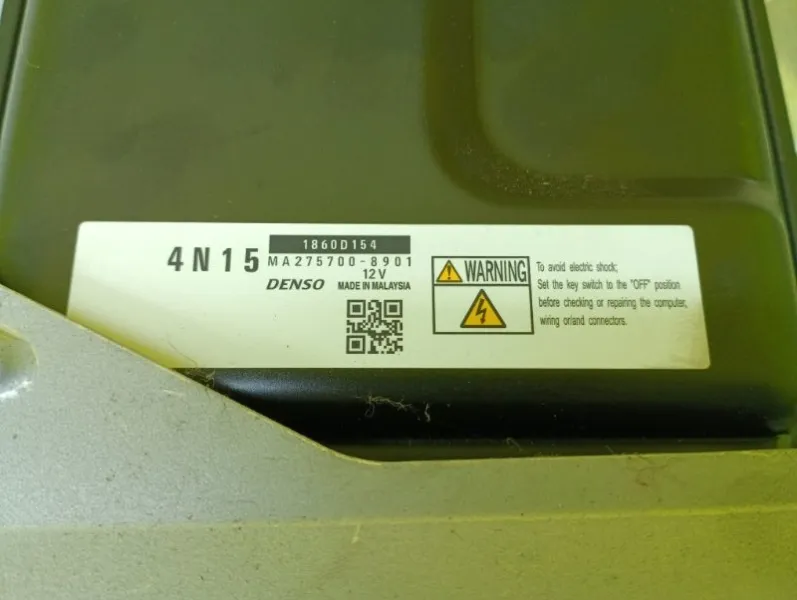 4N15
1860D154
MA275700-8901
12V
DENSO MADE IN MALAYSIA
WARNING
To avoid electric shock;
Set the key switch to the "OFF" position
before checking or repairing the computer,
wiring or/and connectors.